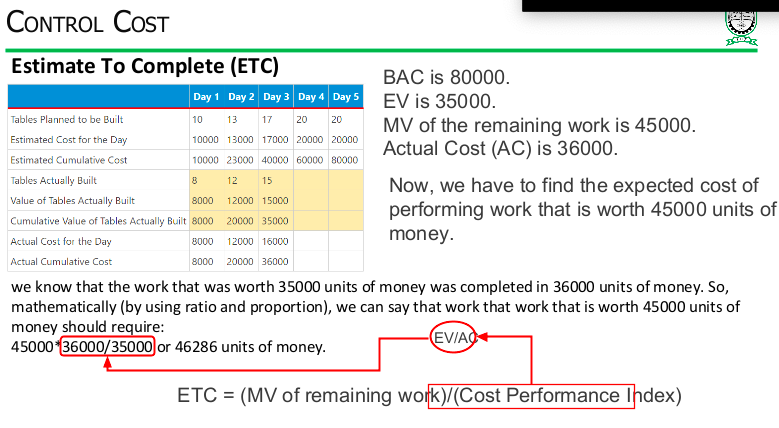 CONTROL COST
Estimate To Complete (ETC)
Day 1 Day 2 Day 3 Day 4 Day 5
Tables Planned to be Built 10 13 17 20 20
Estimated Cost for the Day 10000 13000 17000 20000 20000
Estimated Cumulative Cost 10000 23000 40000 60000 80000
Tables Actually Built 8 12 15
Value of Tables Actually Built 8000 12000 15000
Cumulative Value of Tables Actually Built 8000 20000 35000
Actual Cost for the Day 8000 12000 16000
Actual Cumulative Cost 8000 20000 36000
BAC is 80000.
EV is 35000.
MV of the remaining work is 45000.
Actual Cost (AC) is 36000.
Now, we have to find the expected cost of
performing work that is worth 45000 units of
money.
we know that the work that was worth 35000 units of money was completed in 36000 units of money. So,
mathematically (by using ratio and proportion), we can say that work that work that is worth 45000 units of
money should require:
45000*36000/35000 or 46286 units of money.
EV/AC
ETC = (MV of remaining work)/(Cost Performance Index)